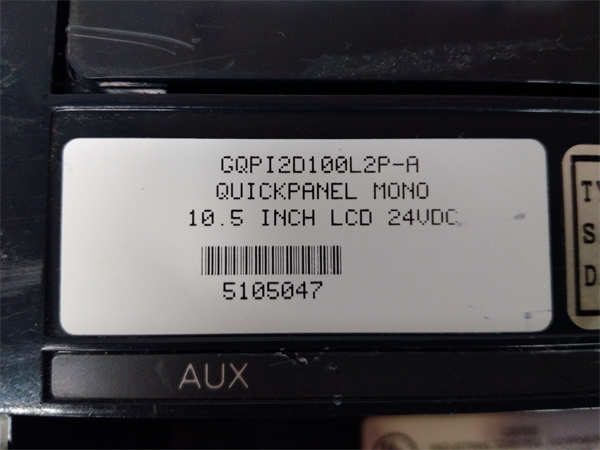 GQPI2D100L2P-A
QUICKPANEL MONO
10.5 INCH LCD 24VDC
5105047
T
S
D
AUX